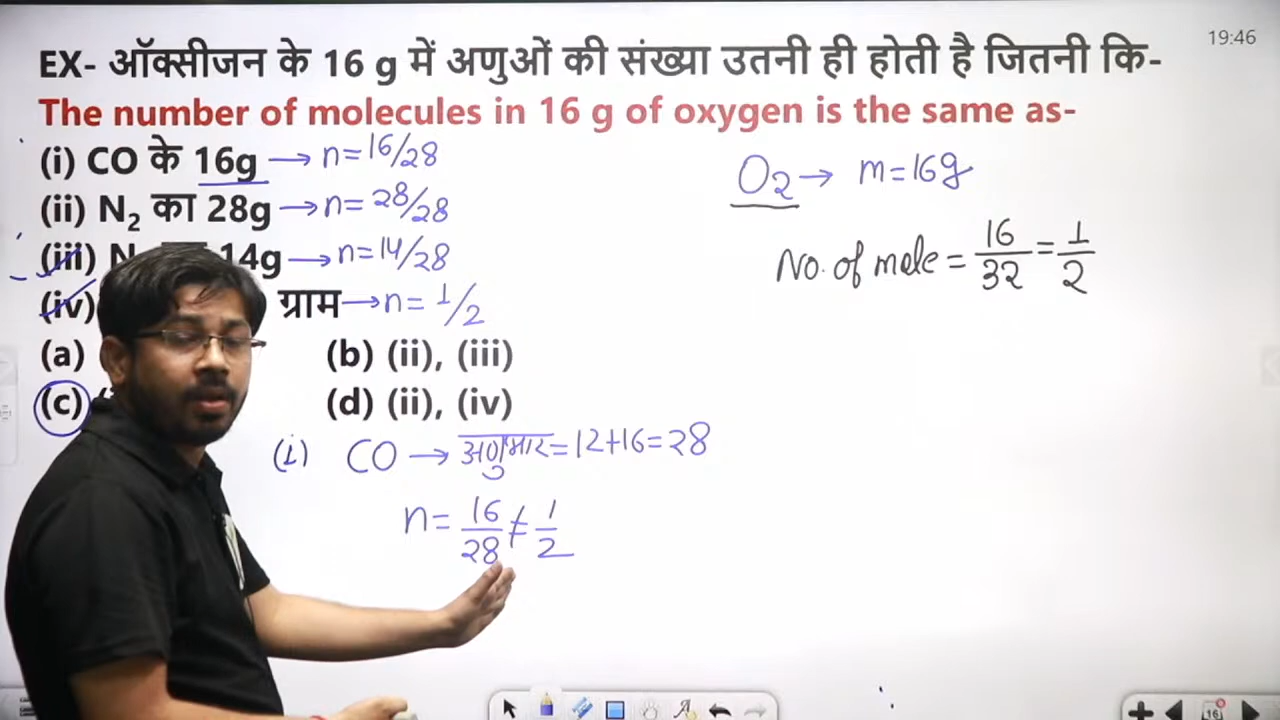 19:46
EX- ऑक्सीजन के 16 g में अणुओं की संख्या उतनी ही होती है जितनी कि-
The number of molecules in 16 g of oxygen is the same as-
(i) CO के 16g → n=16/28
O₂ → m=16g
(ii) N₂ का 28g → n=28/28
(iii) 14g → n=14/28
No. of mole = 16/32 = 1/2
(iv) ग्राम → n=1/2
(a) (b) (ii), (iii)
(c) (d) (ii), (iv)
(i) CO → अणुभार = 12+16=28
n= 16/28 ≠ 1/2
16